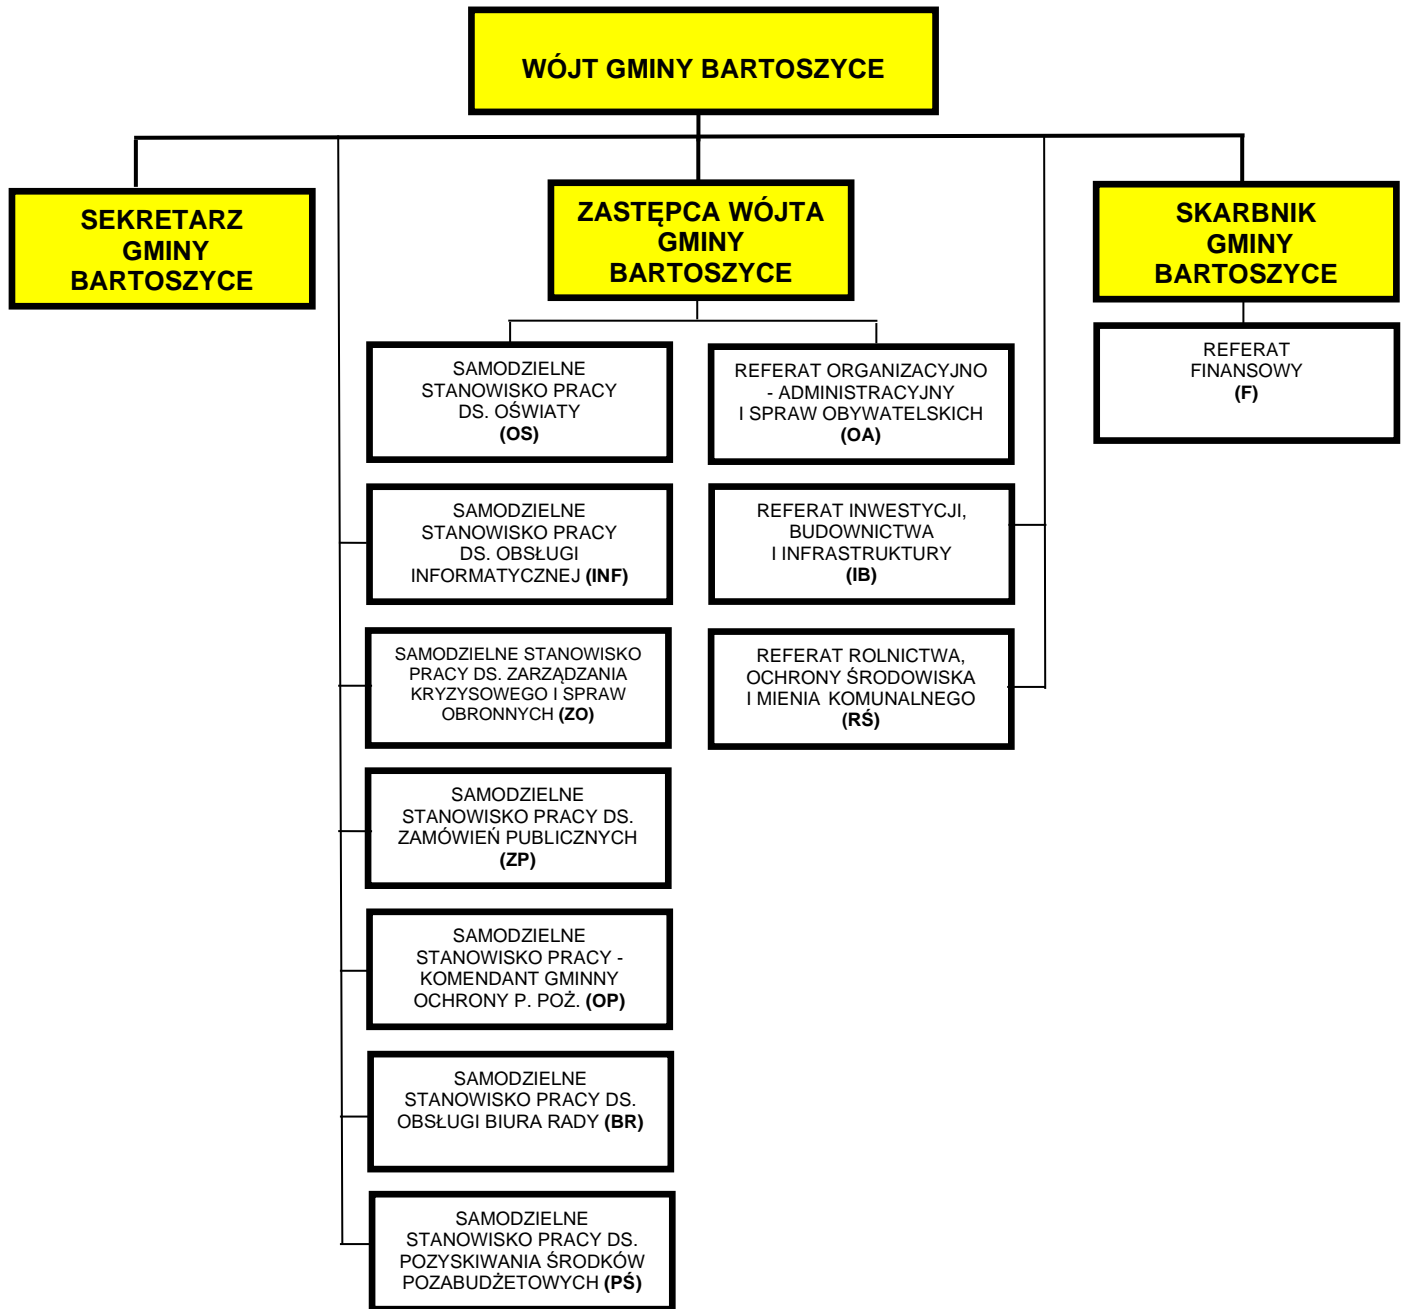 WÓJT GMINY BARTOSZYCE
SEKRETARZ
GMINY
BARTOSZYCE
ZASTĘPCA WÓJTA
GMINY
BARTOSZYCE
SKARBNIK
GMINY
BARTOSZYCE
SAMODZIELNE
STANOWISKO PRACY
DS. OŚWIATY
(OS)
REFERAT ORGANIZACYJNO
- ADMINISTRACYJNY
I SPRAW OBYWATELSKICH
(OA)
REFERAT
FINANSOWY
(F)
SAMODZIELNE
STANOWISKO PRACY
DS. OBSŁUGI
INFORMATYCZNEJ (INF)
REFERAT INWESTYCJI,
BUDOWNICTWA
I INFRASTRUKTURY
(IB)
SAMODZIELNE STANOWISKO
PRACY DS. ZARZĄDZANIA
KRYZYSOWEGO I SPRAW
OBRONNYCH (ZO)
REFERAT ROLNICTWA,
OCHRONY ŚRODOWISKA
I MIENIA KOMUNALNEGO
(RŚ)
SAMODZIELNE
STANOWISKO PRACY DS.
ZAMÓWIEŃ PUBLICZNYCH
(ZP)
SAMODZIELNE
STANOWISKO PRACY -
KOMENDANT GMINNY
OCHRONY P. POŻ. (OP)
SAMODZIELNE
STANOWISKO PRACY DS.
OBSŁUGI BIURA RADY (BR)
SAMODZIELNE
STANOWISKO PRACY DS.
POZYSKIWANIA ŚRODKÓW
POZABUDŻETOWYCH (PŚ)